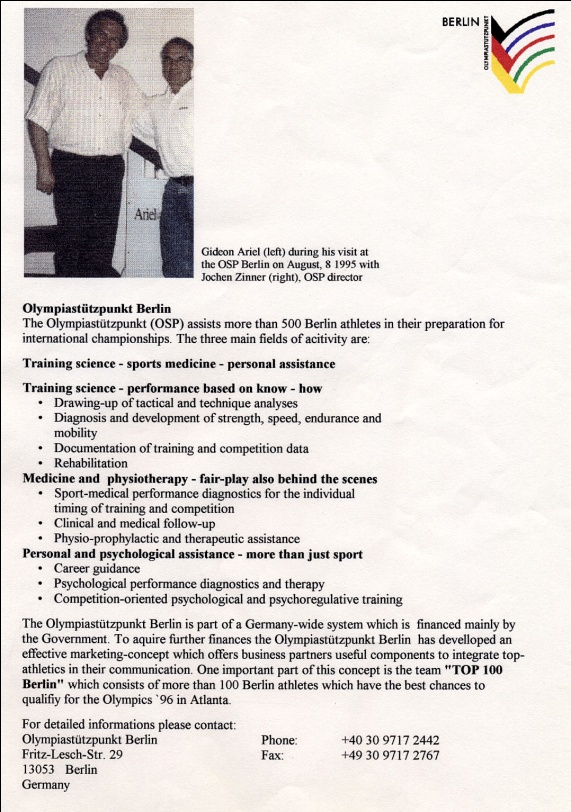 BERLIN
OLYMPIASTÜTZPUNKT
Ariel
Gideon Ariel (left) during his visit at
the OSP Berlin on August, 8 1995 with
Jochen Zinner (right), OSP director
Olympiastützpunkt Berlin
The Olympiastützpunkt (OSP) assists more than 500 Berlin athletes in their preparation for
international championships. The three main fields of acitivity are:
Training science - sports medicine - personal assistance
Training science - performance based on know - how
• Drawing-up of tactical and technique analyses
• Diagnosis and development of strength, speed, endurance and
mobility
• Documentation of training and competition data
• Rehabilitation
Medicine and physiotherapy - fair-play also behind the scenes
• Sport-medical performance diagnostics for the individual
timing of training and competition
• Clinical and medical follow-up
• Physio-prophylactic and therapeutic assistance
Personal and psychological assistance - more than just sport
• Career guidance
• Psychological performance diagnostics and therapy
• Competition-oriented psychological and psychoregulative training
The Olympiastützpunkt Berlin is part of a Germany-wide system which is financed mainly by
the Government. To aquire further finances the Olympiastützpunkt Berlin has develloped an
effective marketing-concept which offers business partners useful components to integrate top-
athletics in their communication. One important part of this concept is the team "TOP 100
Berlin" which consists of more than 100 Berlin athletes which have the best chances to
qualifiy for the Olympics `96 in Atlanta.
For detailed informations please contact:
Olympiastützpunkt Berlin Phone: +40 30 9717 2442
Fritz-Lesch-Str. 29 Fax: +49 30 9717 2767
13053 Berlin
Germany